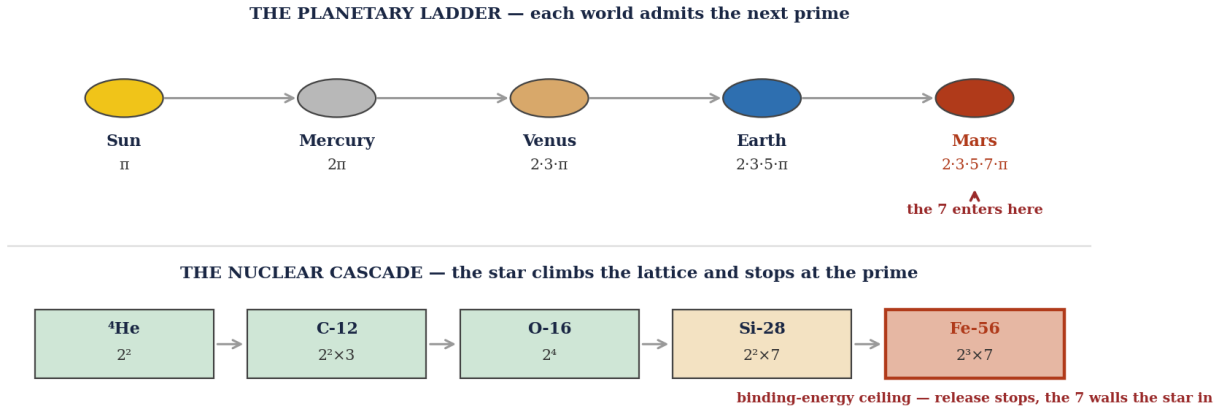 THE PLANETARY LADDER — each world admits the next prime
Sun Mercury Venus Earth Mars
π 2π 2·3·π 2·3·5·π 2·3·5·7·π
the 7 enters here
THE NUCLEAR CASCADE — the star climbs the lattice and stops at the prime
⁴He C-12 O-16 Si-28 Fe-56
2² 2²×3 2⁴ 2²×7 2³×7
binding-energy ceiling — release stops, the 7 walls the star in